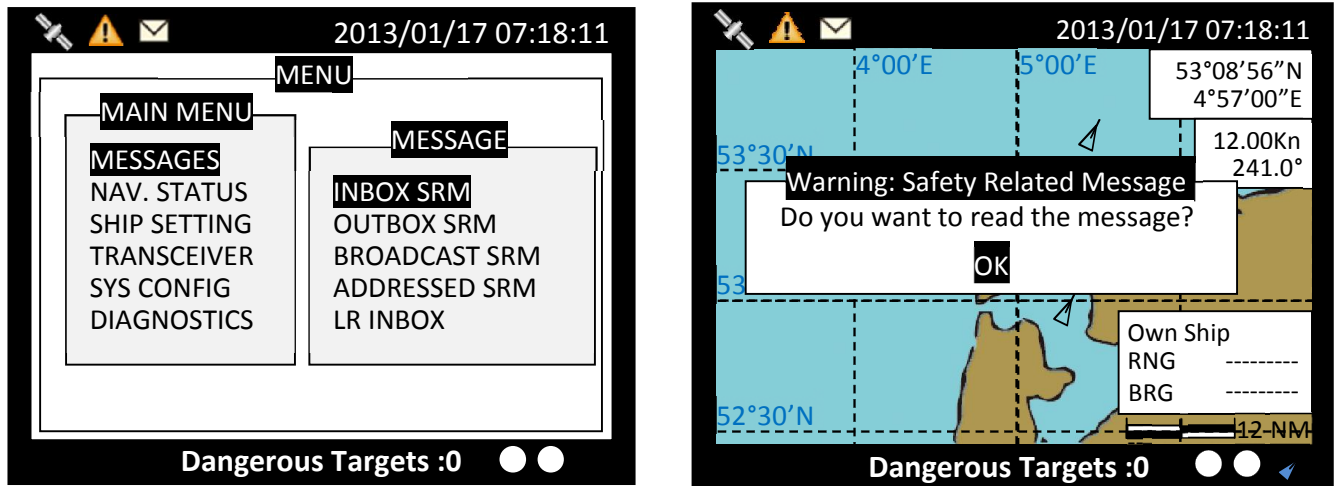 2013/01/17 07:18:11
MENU
MAIN MENU
MESSAGES
NAV. STATUS
SHIP SETTING
TRANSCEIVER
SYS CONFIG
DIAGNOSTICS
MESSAGE
INBOX SRM
OUTBOX SRM
BROADCAST SRM
ADDRESSED SRM
LR INBOX
Dangerous Targets :0
2013/01/17 07:18:11
4°00’E
5°00’E
53°08’56”N
4°57’00”E
12.00Kn
241.0°
53°30’N
Warning: Safety Related Message
Do you want to read the message?
OK
53
Own Ship
RNG ---------
BRG ---------
52°30’N
12 NM
Dangerous Targets :0